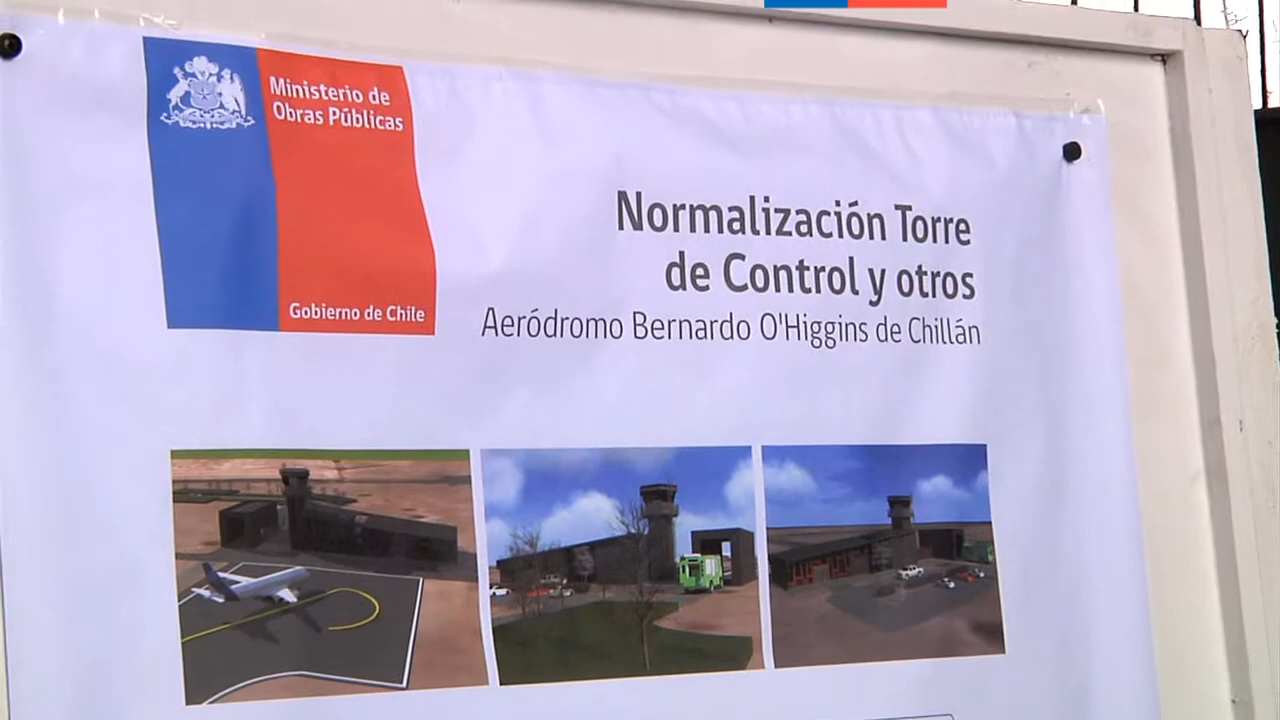 Ministerio de
Obras Públicas
Gobierno de Chile
Normalización Torre
de Control y otros
Aeródromo Bernardo O'Higgins de Chillán